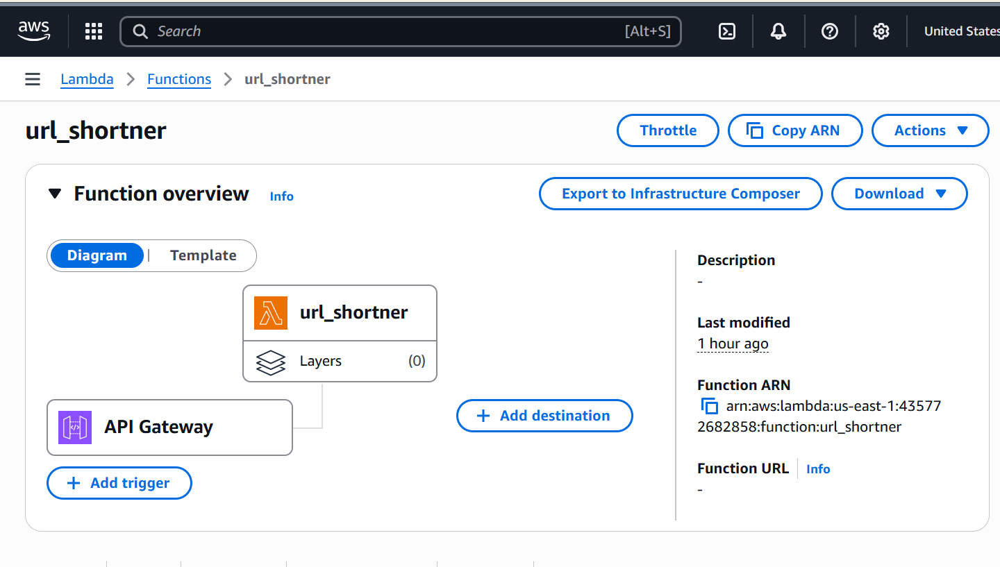 aws
Search [Alt+S] United States
Lambda Functions url_shortner
url_shortner
Throttle Copy ARN Actions
Function overview Info
Export to Infrastructure Composer Download
Diagram | Template
url_shortner
Layers (0)
API Gateway
+ Add trigger
+ Add destination
Description
-
Last modified
1 hour ago
Function ARN
arn:aws:lambda:us-east-1:43577
2682858:function:url_shortner
Function URL Info
-